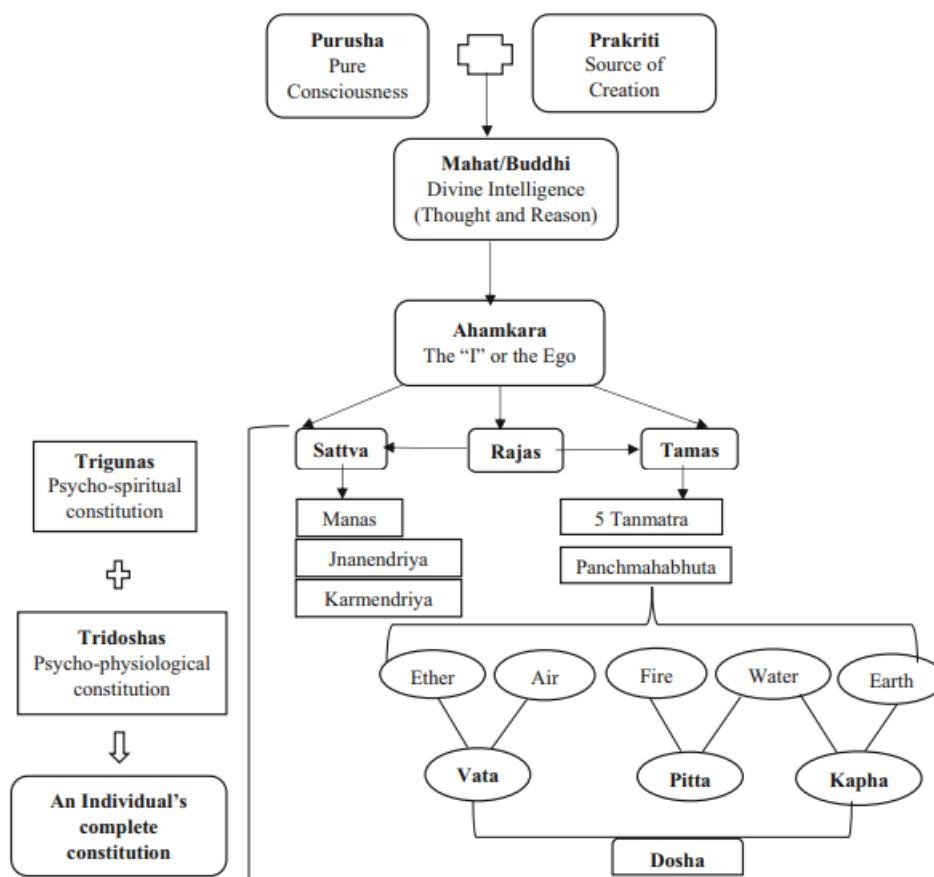 Purusha
Pure
Consciousness
Prakriti
Source of
Creation
Mahat/Buddhi
Divine Intelligence
(Thought and Reason)
Ahamkara
The “I” or the Ego
Sattva
Rajas
Tamas
Trigunas
Psycho-spiritual
constitution
Manas
Jnanendriya
Karmendriya
5 Tanmatra
Panchmahabhuta
Tridoshas
Psycho-physiological
constitution
Ether
Air
Fire
Water
Earth
Vata
Pitta
Kapha
An Individual’s
complete
constitution
Dosha